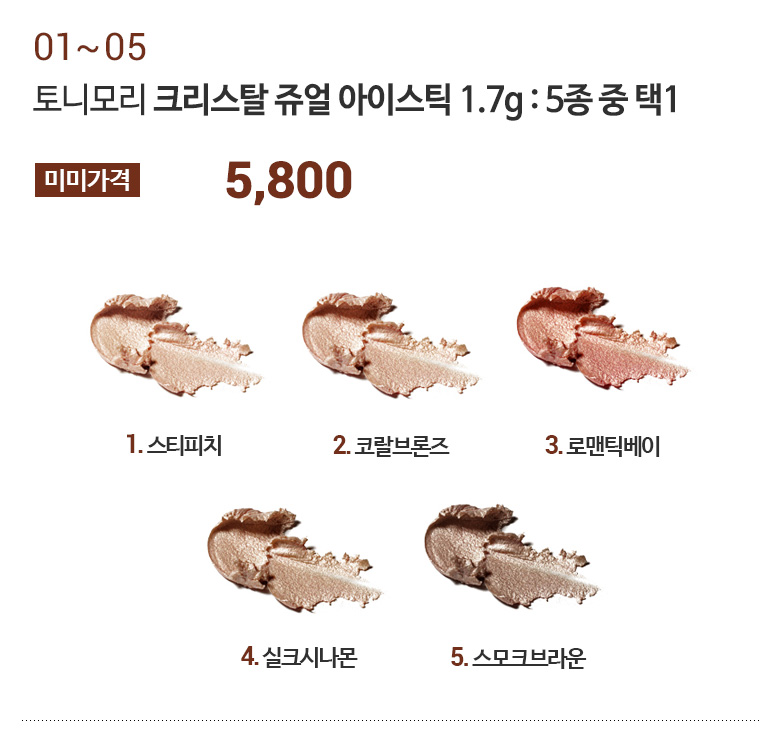 01~05
토니모리 크리스탈 쥬얼 아이스틱 1.7g : 5종 중 택1
미미가격 5,800
1. 스티피치
2. 코랄브론즈
3. 로맨틱베이
4. 실크시나몬
5. 스모크브라운